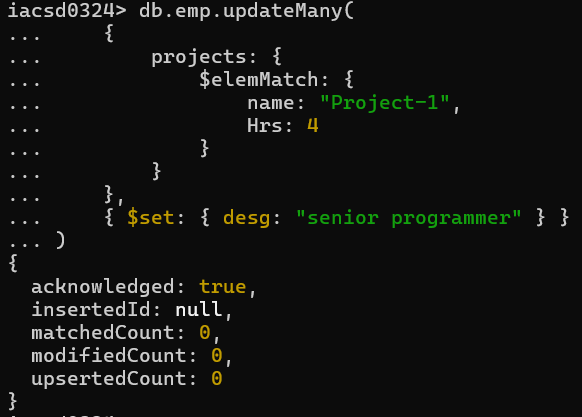 iacsd0324> db.emp.updateMany(
...     {
...         projects: {
...             $elemMatch: {
...                 name: "Project-1",
...                 Hrs: 4
...             }
...         }
...     },
...     { $set: { desg: "senior programmer" } }
... )
{
  acknowledged: true,
  insertedId: null,
  matchedCount: 0,
  modifiedCount: 0,
  upsertedCount: 0
}